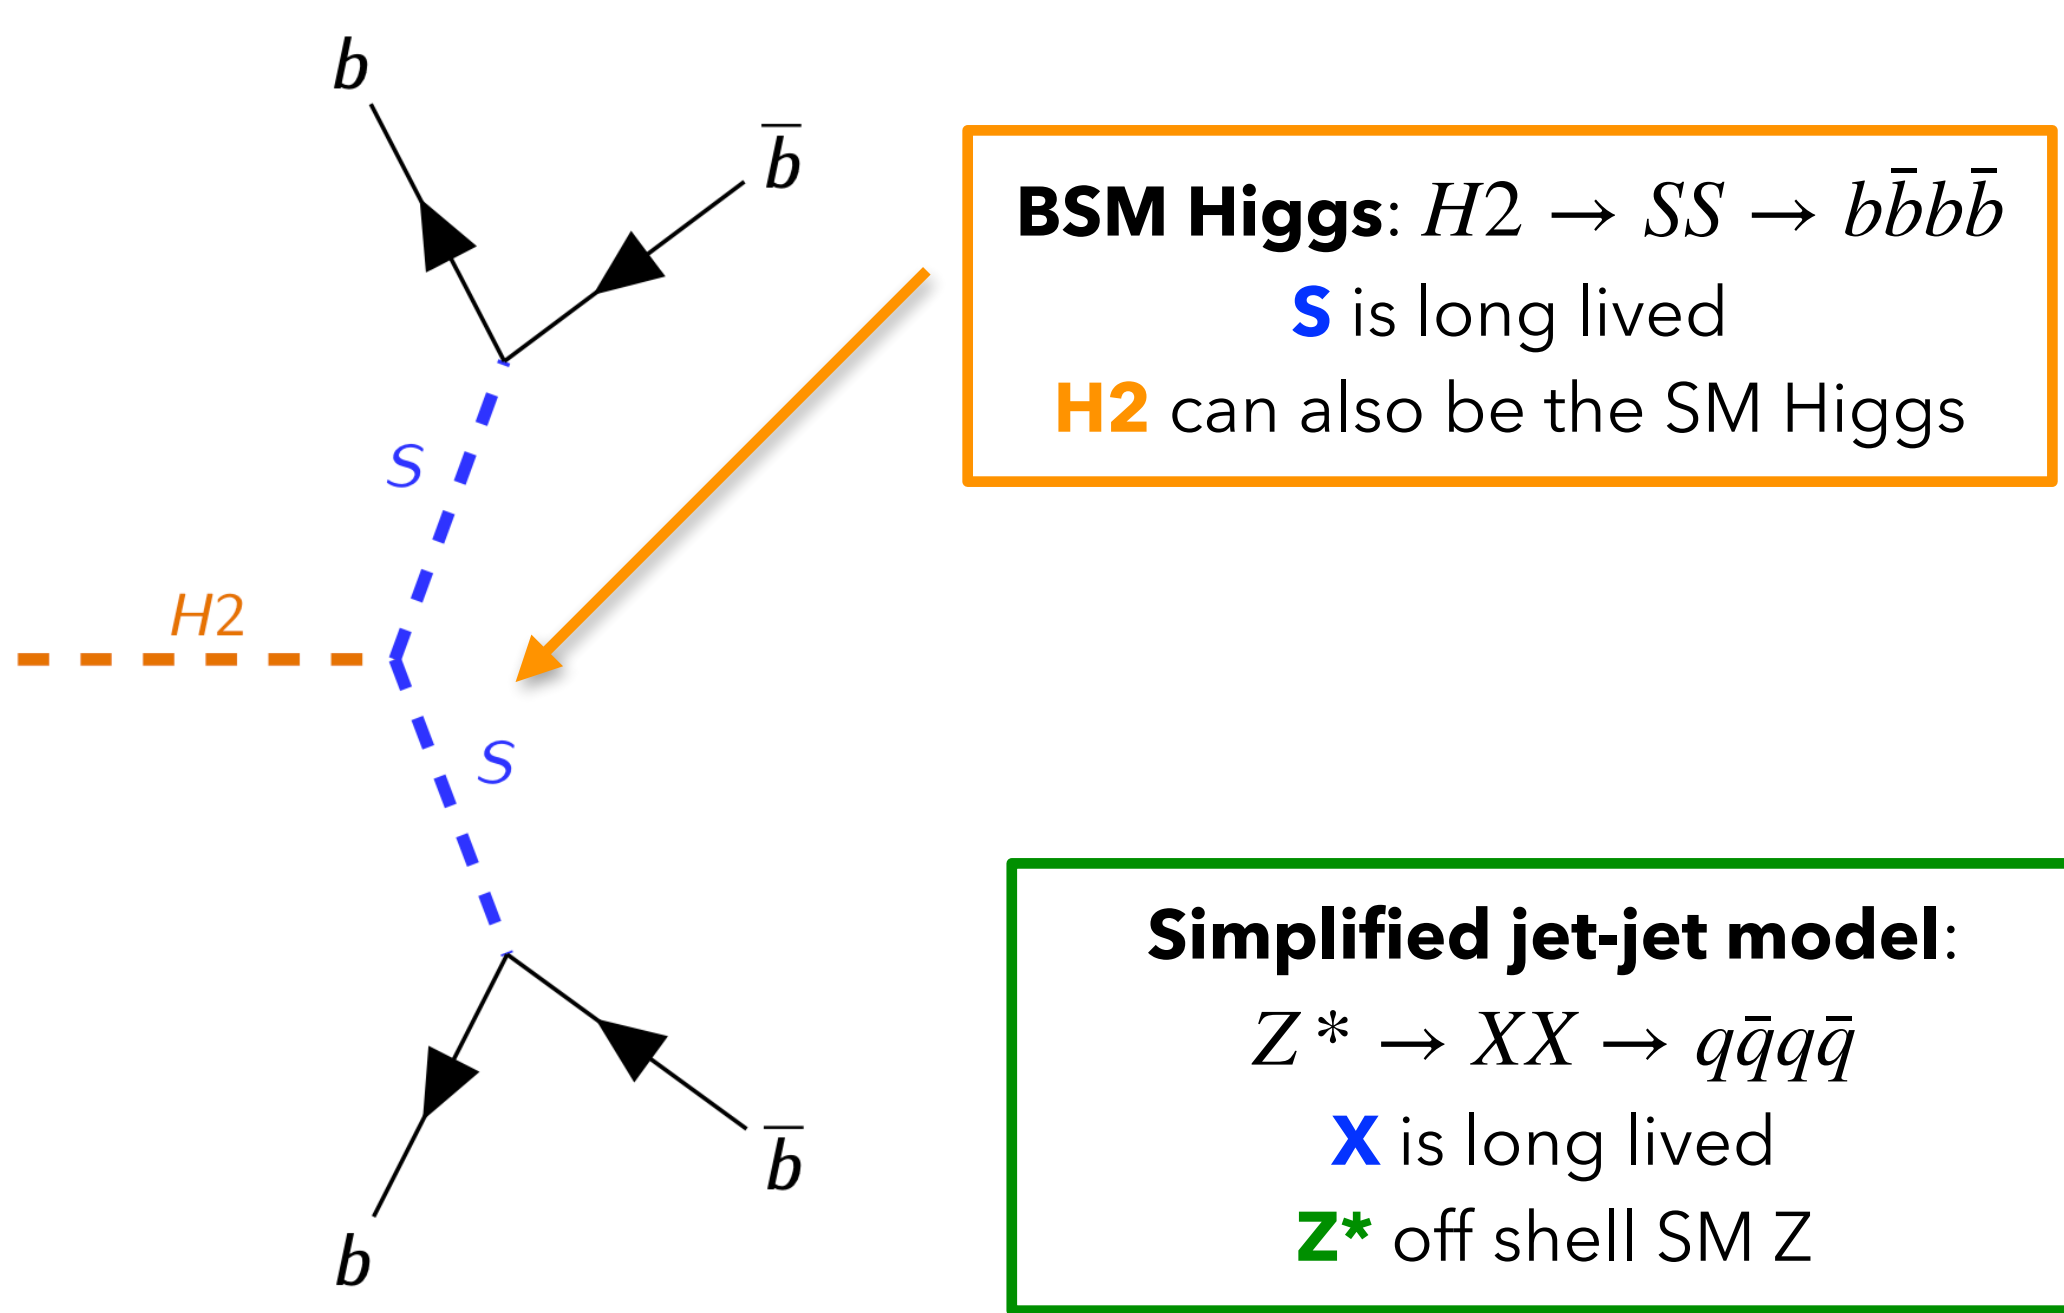 b
b̅
BSM Higgs: H2 → SS → bb̅bb̅
S is long lived
H2 can also be the SM Higgs
S
H2
S
Simplified jet-jet model:
Z* → XX → qq̅qq̅
X is long lived
Z* off shell SM Z
b̅
b